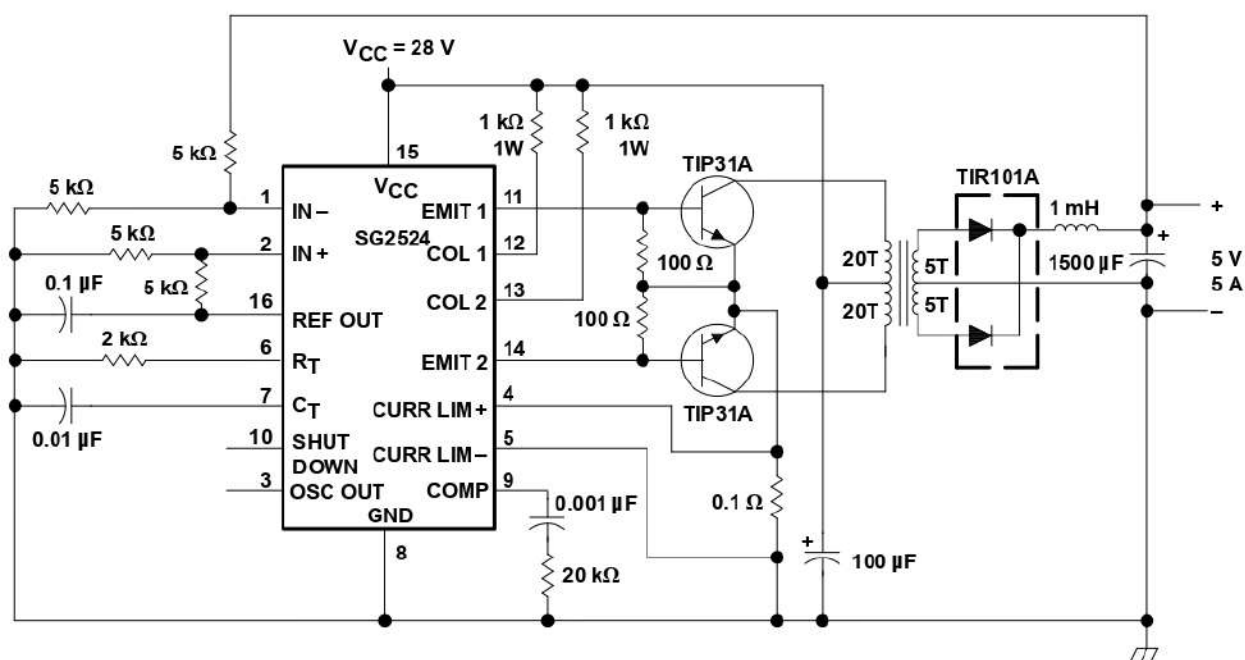 VCC = 28 V
1 kΩ
1W
1 kΩ
1W
5 kΩ
15
VCC
TIP31A
TIR101A
5 kΩ
1
IN−
EMIT 1
11
1 mH
+
SG2524
5 kΩ
2
IN+
COL 1
12
100 Ω
20T
5T
+
1500 µF
5 V
5 A
0.1 µF
5 kΩ
16
REF OUT
COL 2
13
100 Ω
20T
5T
−
2 kΩ
6
RT
EMIT 2
14
TIP31A
7
CT
CURR LIM+
4
0.01 µF
10
SHUT
DOWN
CURR LIM−
5
3
OSC OUT
COMP
9
0.001 µF
0.1 Ω
GND
8
20 kΩ
+
100 µF